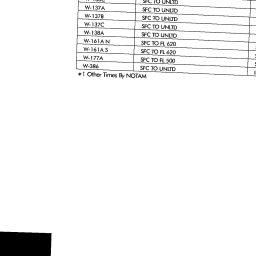 SFC TO UNLTD
W-137A SFC TO UNLTD
W-137B SFC TO UNLTD
W-137C SFC TO UNLTD
W-138A SFC TO UNLTD
W-161A N SFC TO FL 620
W-161A S SFC TO FL 620
W-177A SFC TO FL 500
W-386 SFC TO UNLTD
*1 Other Times By NOTAM